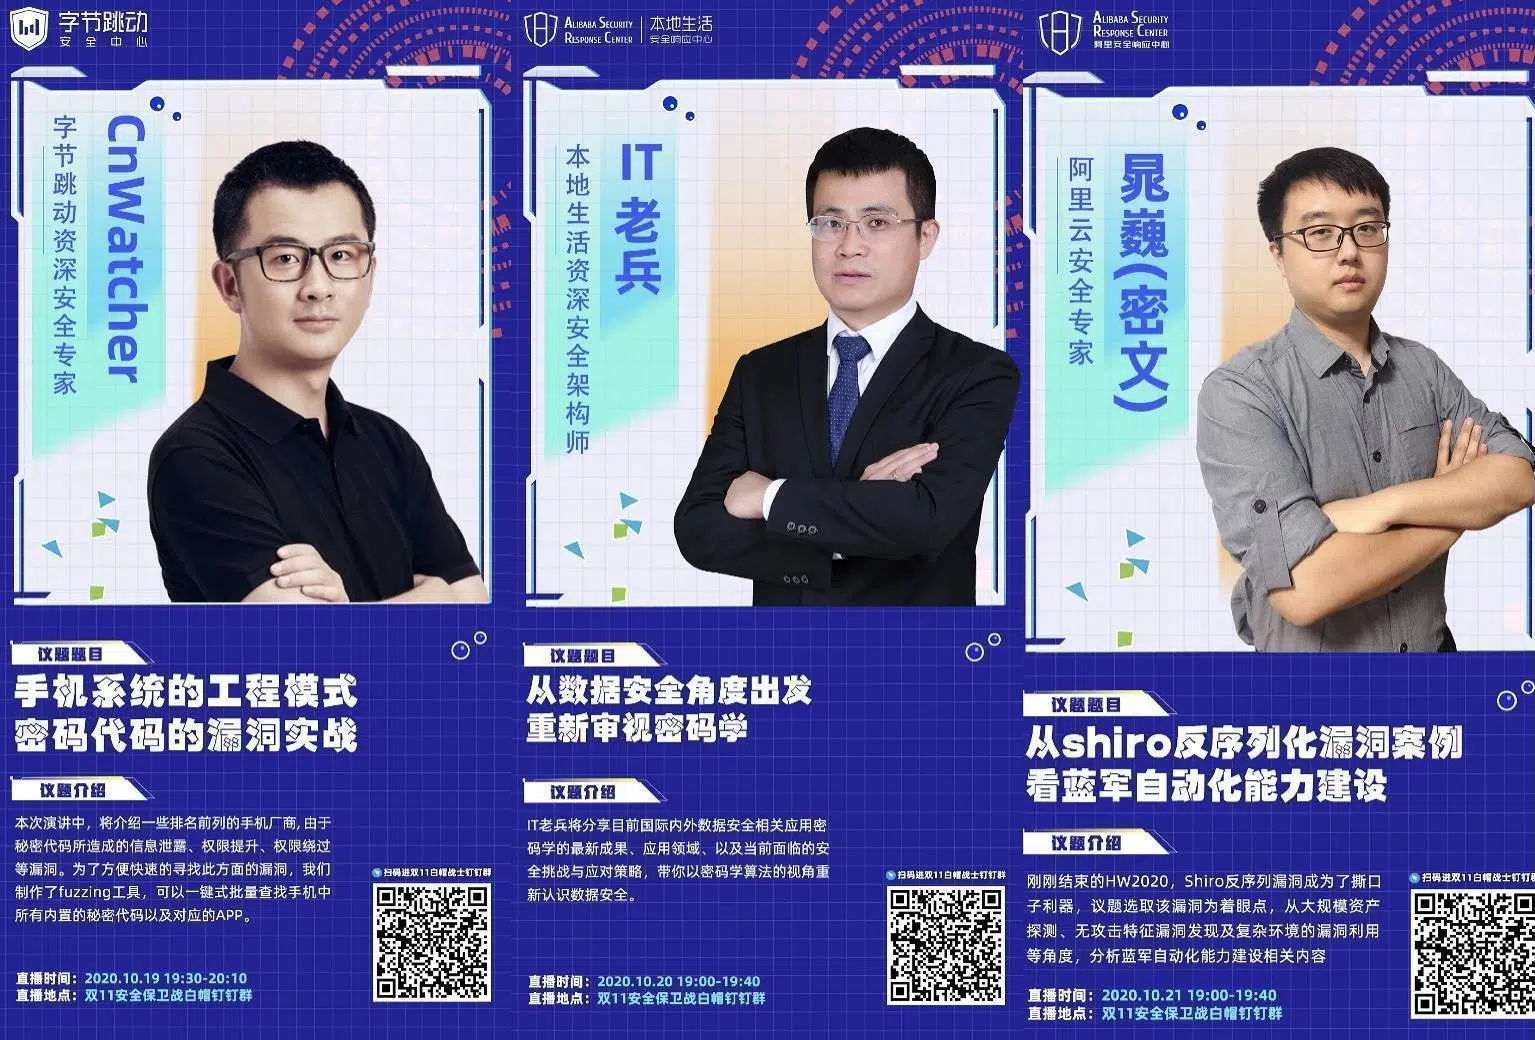 字节跳动
安全中心
CnWatcher
字节跳动资深安全专家
议题题目
手机系统的工程模式
密码代码的漏洞实战
议题介绍
本次演讲中，将介绍一些排名前列的手机厂商,由于
秘密代码所造成的信息泄露、权限提升、权限绕过
等漏洞。为了方便快速的寻找此方面的漏洞，我们
制作了fuzzing工具，可以一键式批量查找手机中
所有内置的秘密代码以及对应的APP。
扫码进双11白帽战士钉钉群
直播时间：2020.10.19 19:30-20:10
直播地点：双11安全保卫战白帽钉钉群
ALIBABA SECURITY
RESPONSE CENTER
本地生活
安全响应中心
IT老兵
本地生活资深安全架构师
议题题目
从数据安全角度出发
重新审视密码学
议题介绍
IT老兵将分享目前国际内外数据安全相关应用密
码学的最新成果、应用领域、以及当前面临的安
全挑战与应对策略，带你以密码学算法的视角重
新认识数据安全。
扫码进双11白帽战士钉钉群
直播时间：2020.10.20 19:00-19:40
直播地点：双11安全保卫战白帽钉钉群
ALIBABA SECURITY
RESPONSE CENTER
阿里安全响应中心
晁巍(密文)
阿里云安全专家
议题题目
从shiro反序列化漏洞案例
看蓝军自动化能力建设
议题介绍
刚刚结束的HW2020，Shiro反序列漏洞成为了撕口
子利器，议题选取该漏洞为着眼点，从大规模资产
探测、无攻击特征漏洞发现及复杂环境的漏洞利用
等角度，分析蓝军自动化能力建设相关内容
扫码进双11白帽战士钉钉群
直播时间：2020.10.21 19:00-19:40
直播地点：双11安全保卫战白帽钉钉群